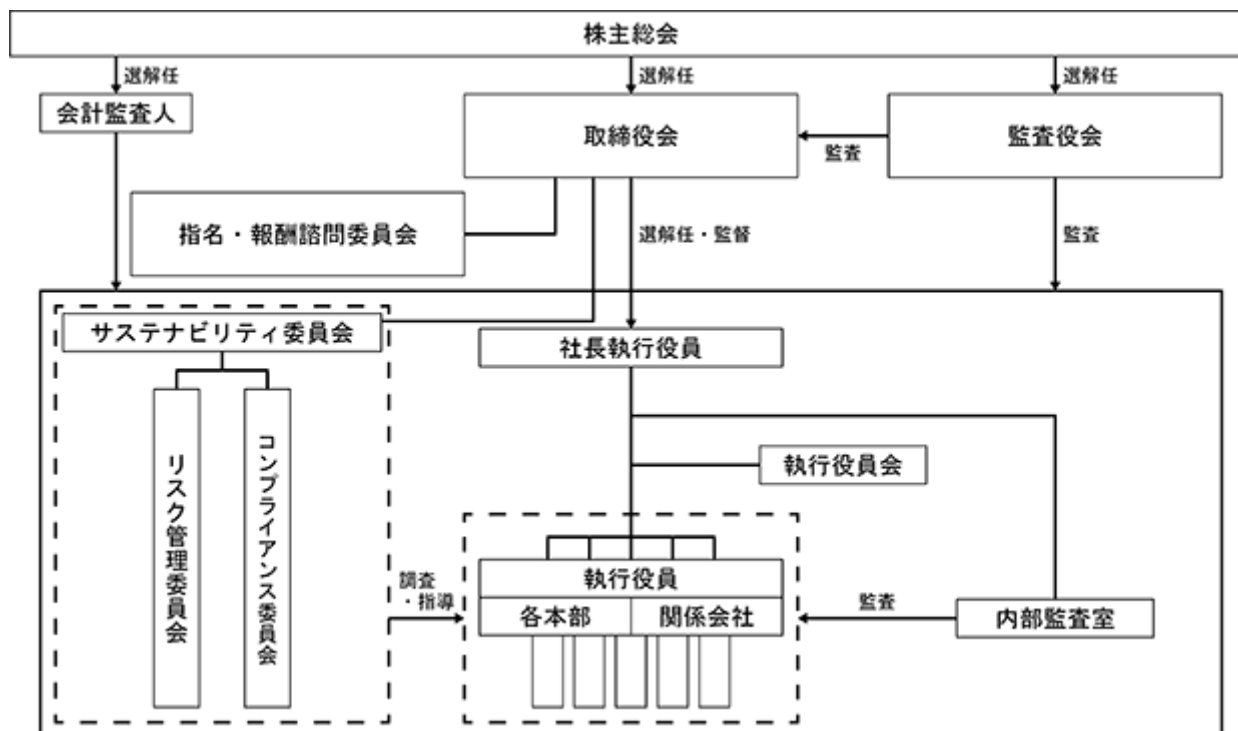 株主総会
選解任
選解任
選解任
会計監査人
取締役会
監査
監査役会
指名・報酬諮問委員会
選解任・監督
監査
サステナビリティ委員会
社長執行役員
リスク管理委員会
コンプライアンス委員会
執行役員会
調査
・指導
執行役員
各本部
関係会社
監査
内部監査室